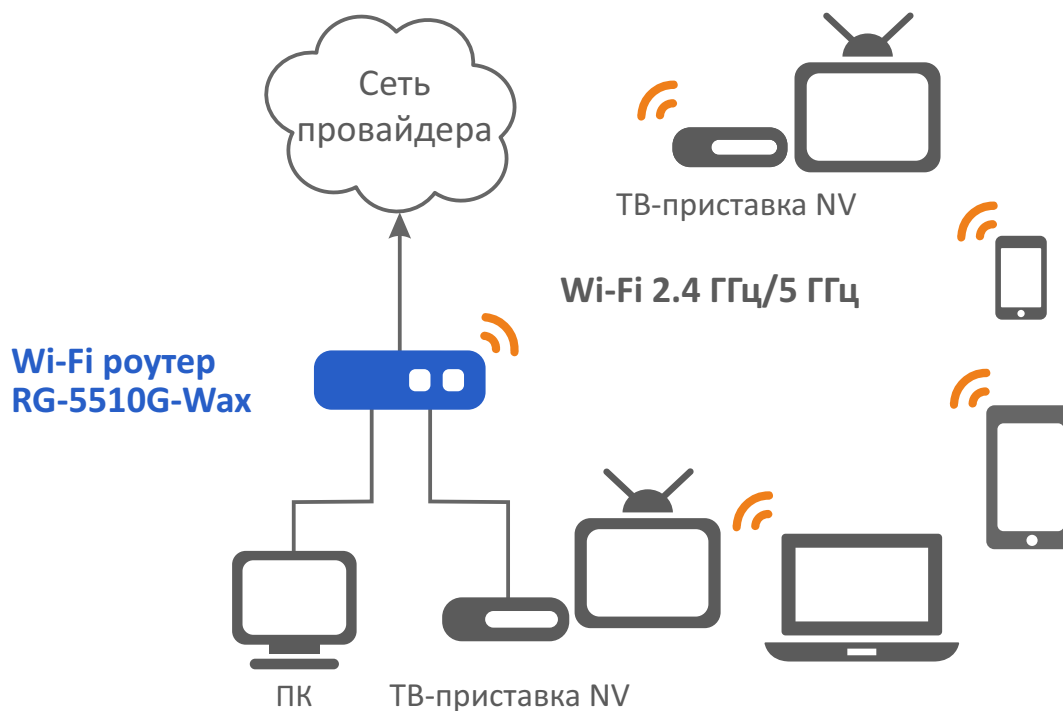 Сеть
провайдера
ТВ-приставка NV
Wi-Fi 2.4 ГГц/5 ГГц
Wi-Fi роутер
RG-5510G-Wax
ПК
ТВ-приставка NV